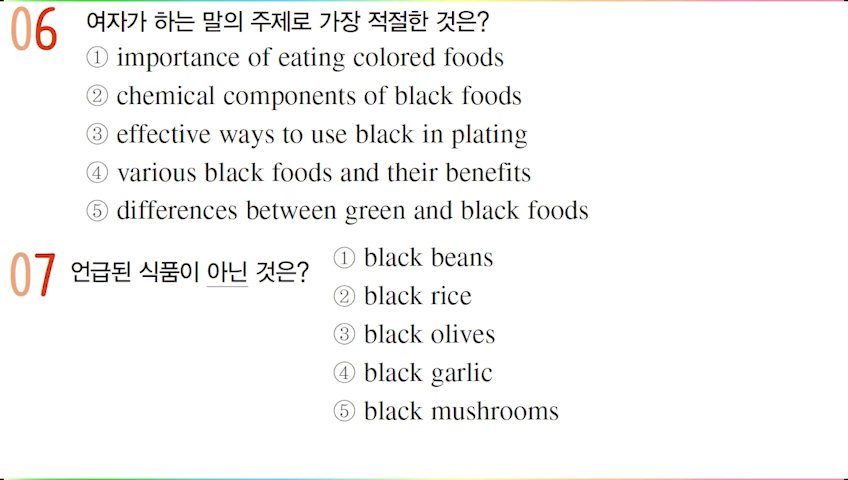 06 여자가 하는 말의 주제로 가장 적절한 것은?
① importance of eating colored foods
② chemical components of black foods
③ effective ways to use black in plating
④ various black foods and their benefits
⑤ differences between green and black foods
07 언급된 식품이 아닌 것은?
① black beans
② black rice
③ black olives
④ black garlic
⑤ black mushrooms